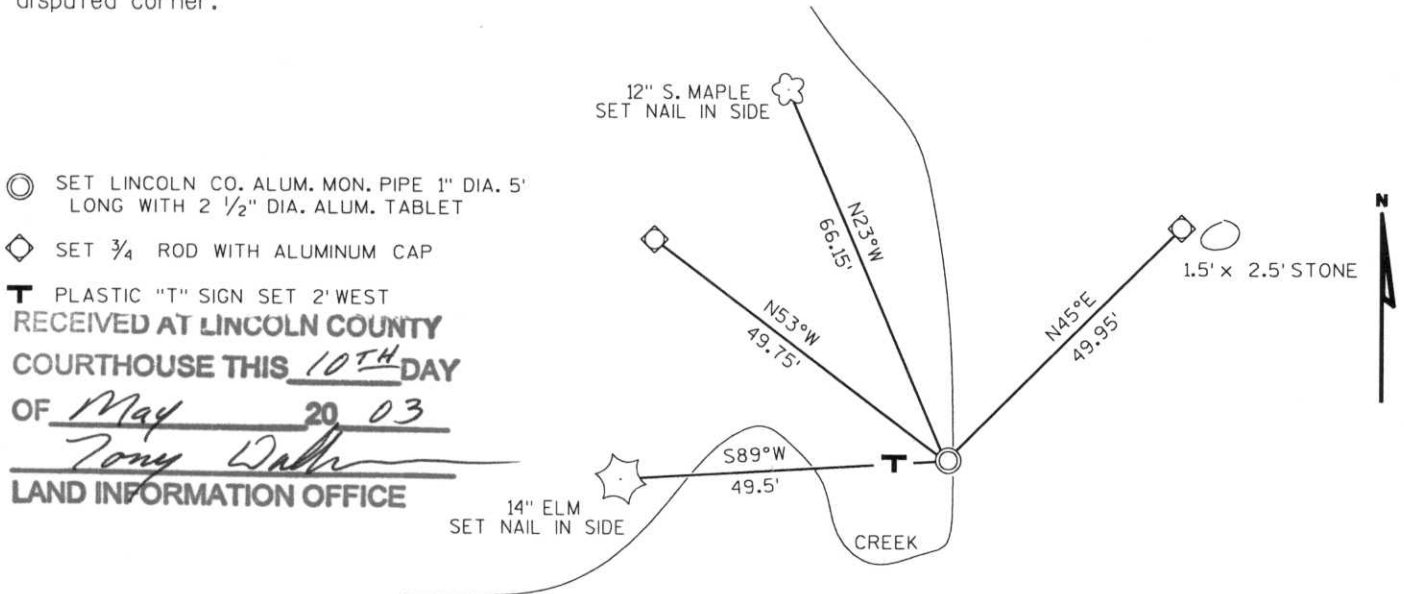 disputed corner.
12" S. MAPLE
SET NAIL IN SIDE
SET LINCOLN CO. ALUM. MON. PIPE 1" DIA. 5'
LONG WITH 2 1/2" DIA. ALUM. TABLET
SET 3/4 ROD WITH ALUMINUM CAP
T PLASTIC "T" SIGN SET 2' WEST
RECEIVED AT LINCOLN COUNTY
COURTHOUSE THIS 10TH DAY
OF May 20 03
Tony
LAND INFORMATION OFFICE
N23°W
66.15'
N53°W
49.75'
N45°E
49.95'
1.5' x 2.5' STONE
N
S89°W
49.5'
T
14" ELM
SET NAIL IN SIDE
CREEK